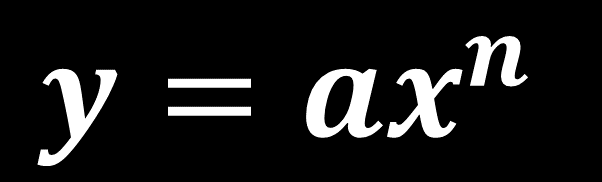 y = axⁿ